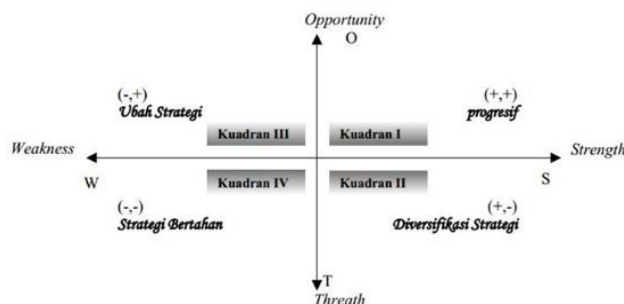 Opportunity
O
(-,+)
Ubah Strategi
(+,+)
progresif
Kuadran III
Kuadran I
Weakness
Strength
W
Kuadran IV
Kuadran II
S
(-,-)
Strategi Bertahan
(+,-)
Diversifikasi Strategi
T
Threath